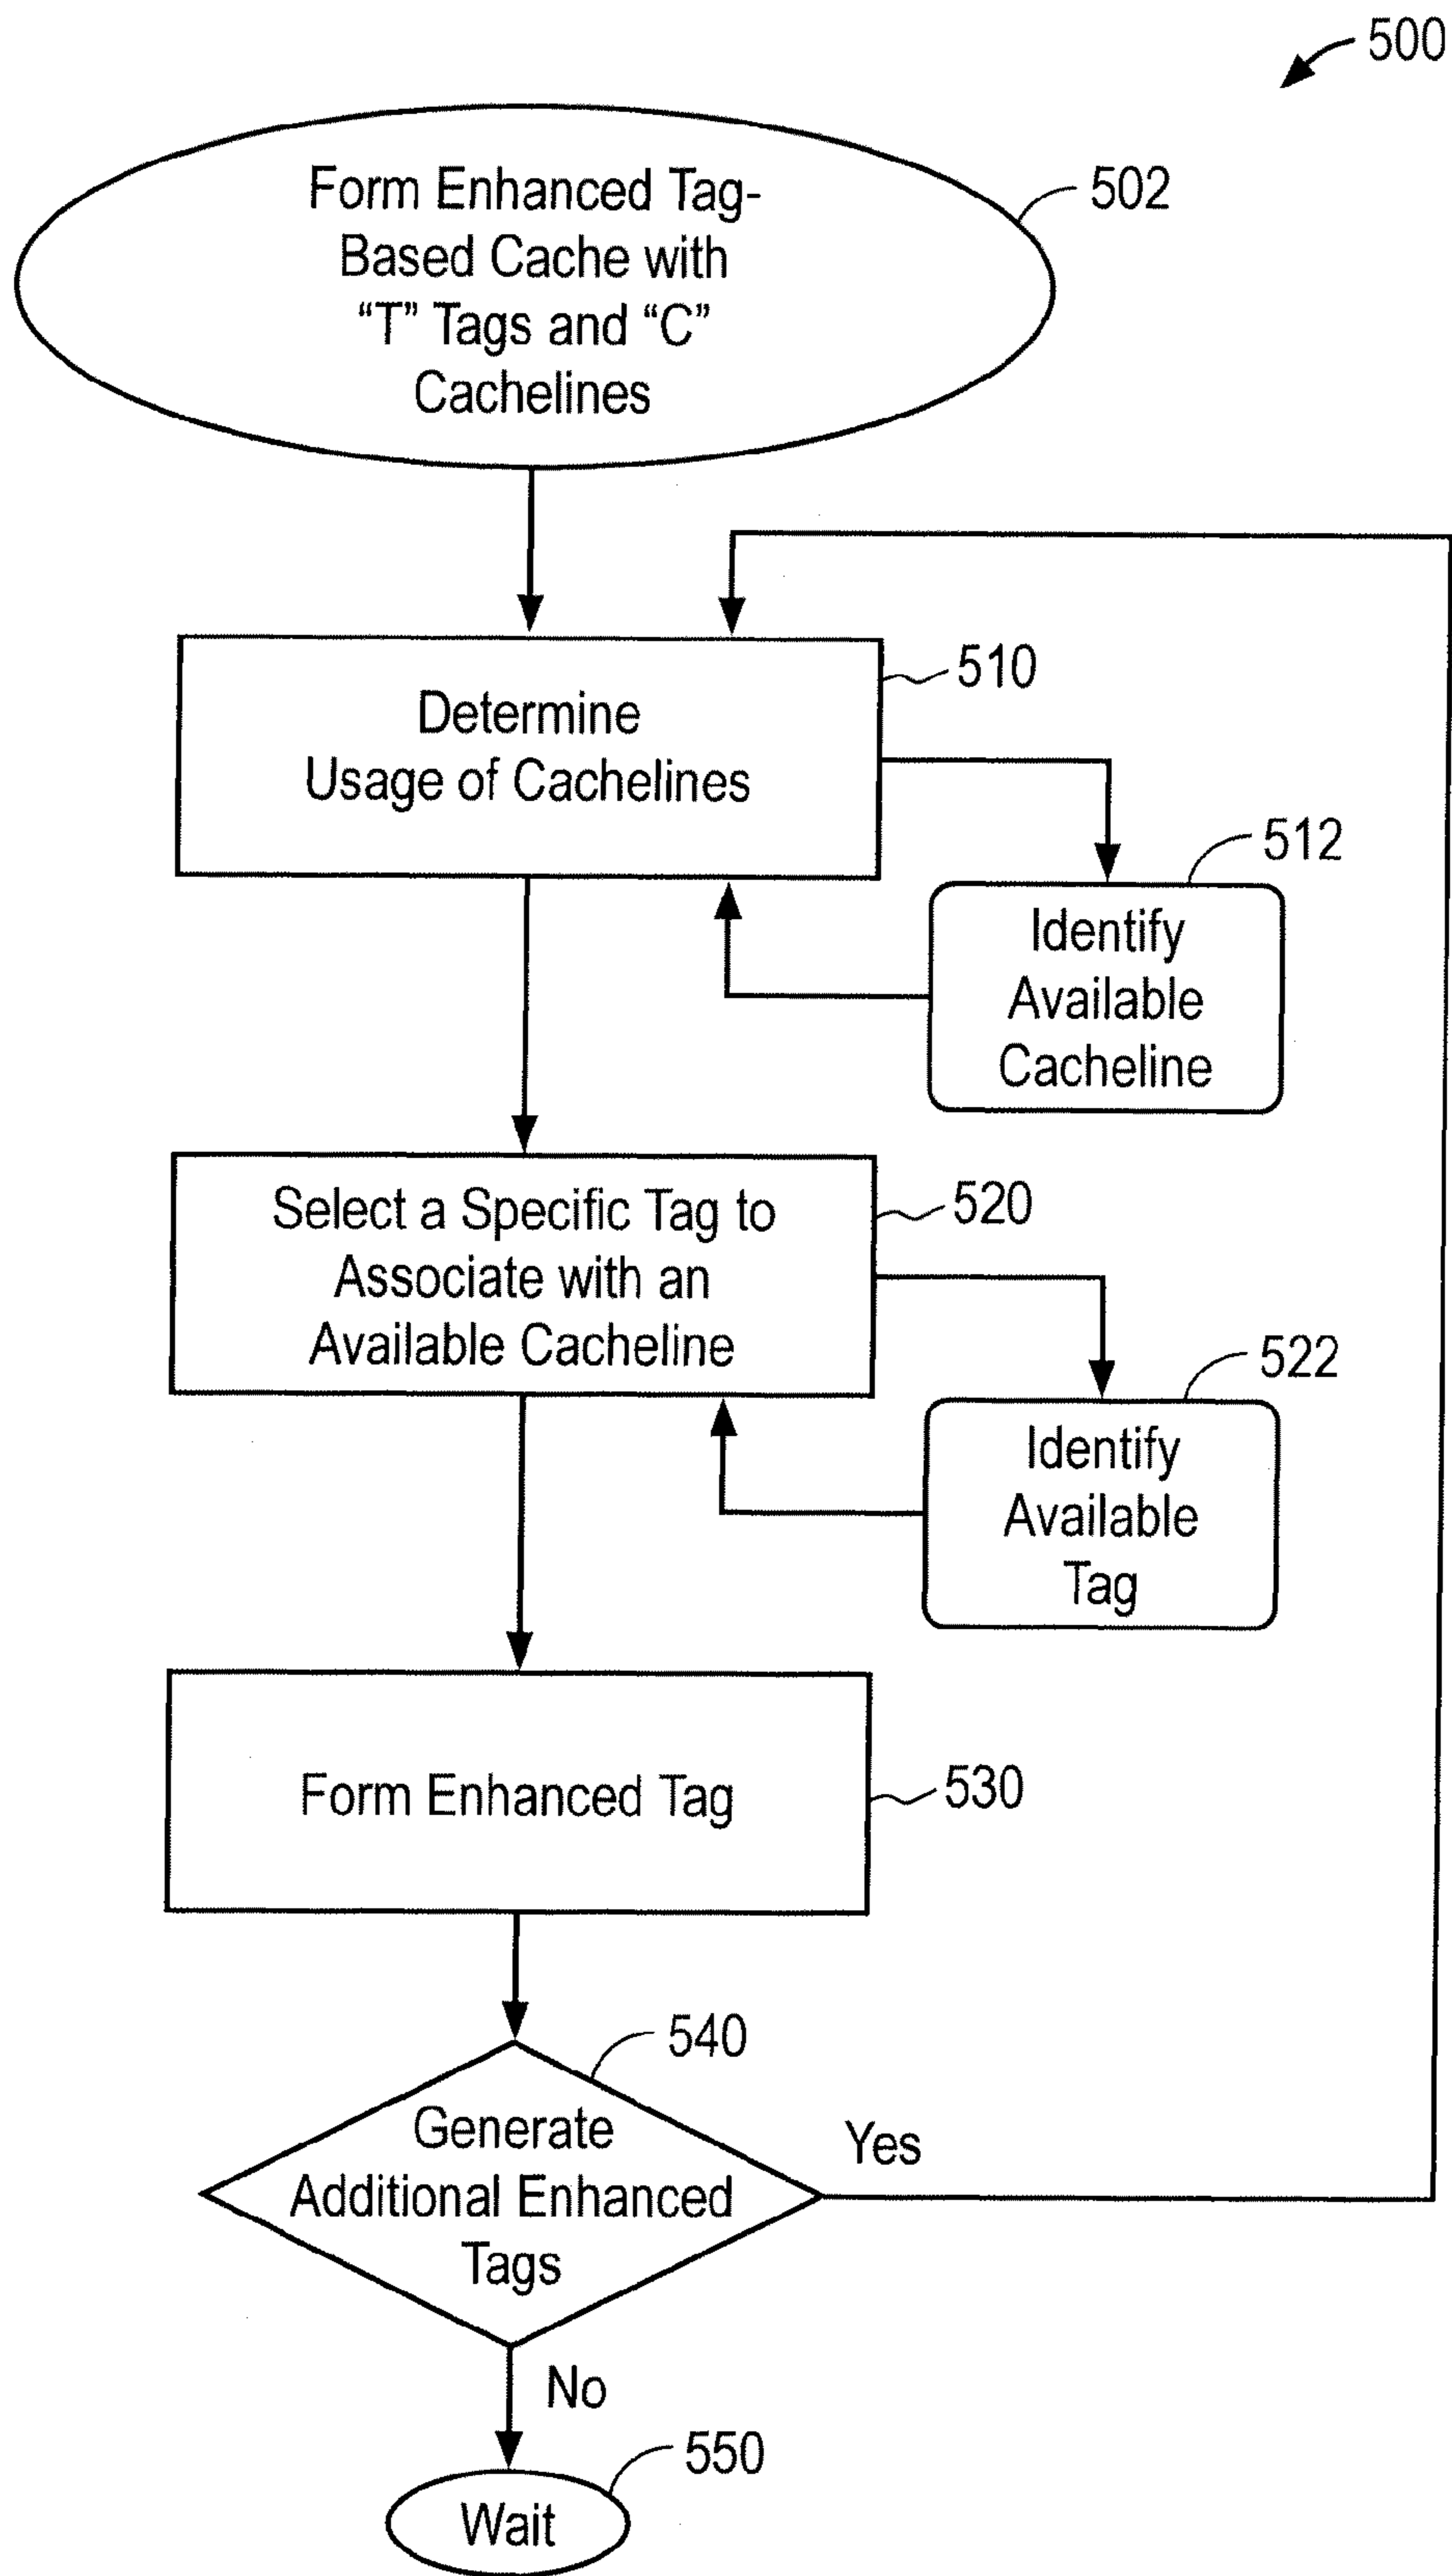 500
Form Enhanced Tag-
Based Cache with
“T” Tags and “C”
Cachelines
502
Determine
Usage of Cachelines
510
512
Identify
Available
Cacheline
Select a Specific Tag to
Associate with an
Available Cacheline
520
522
Identify
Available
Tag
Form Enhanced Tag
530
540
Generate
Additional Enhanced
Tags
Yes
No
550
Wait